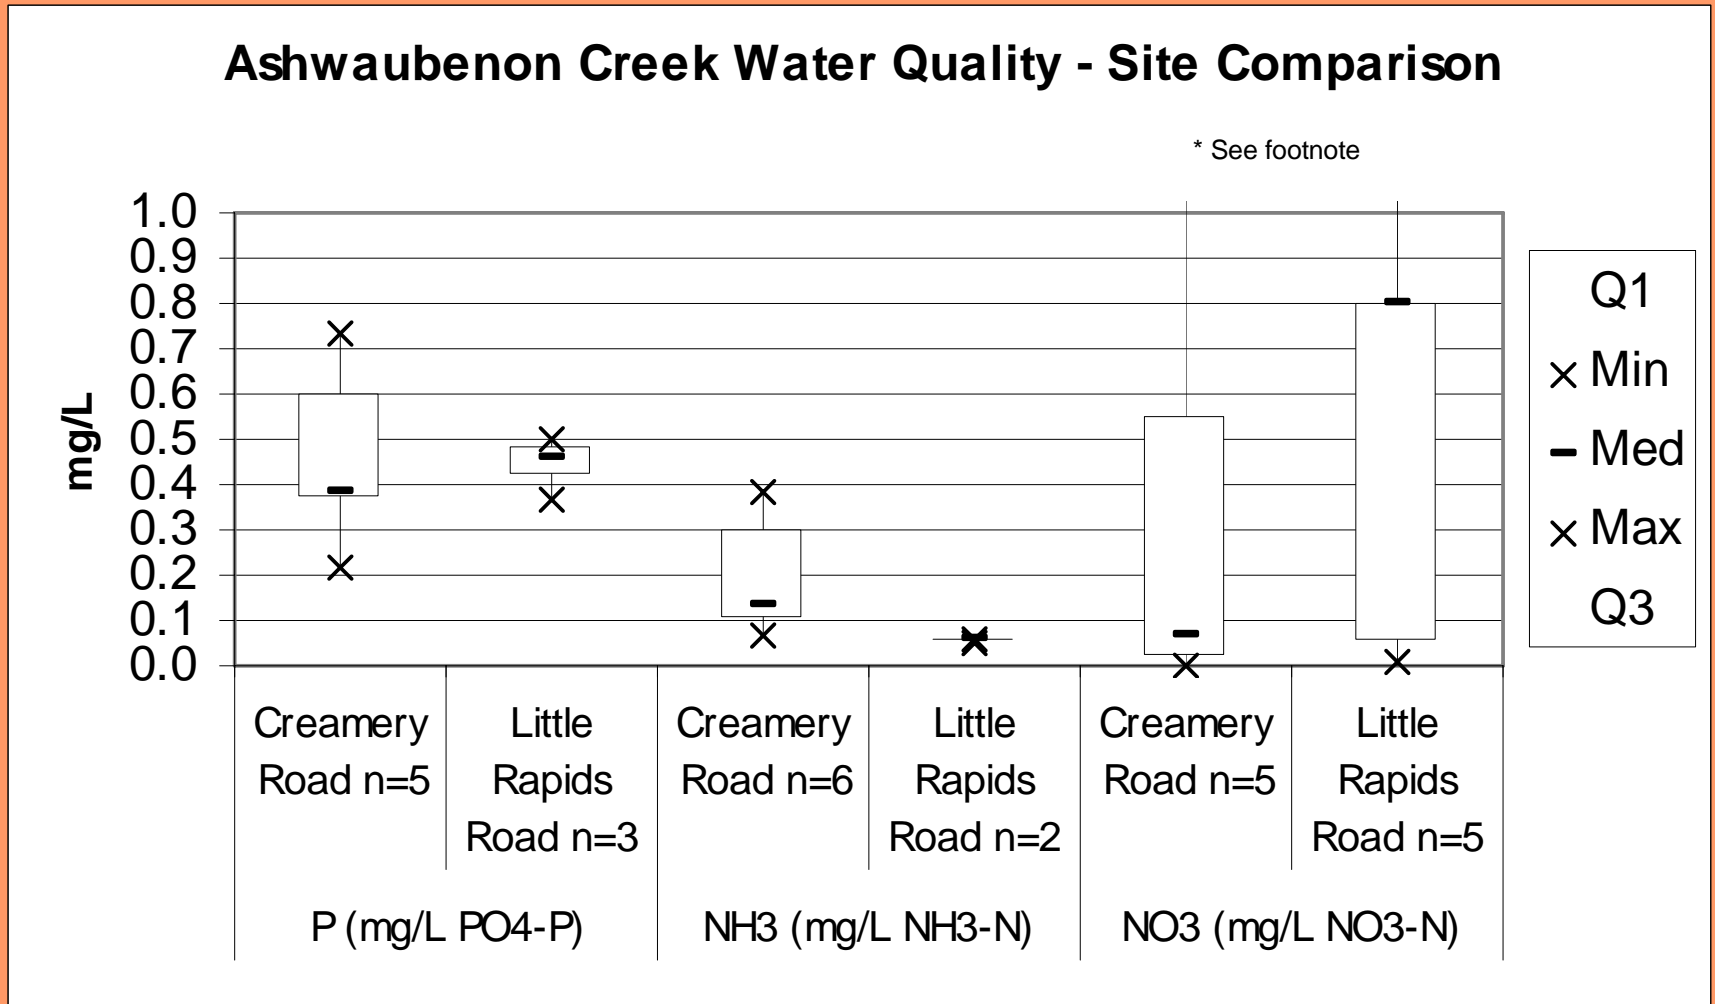 Ashwaubenon Creek Water Quality - Site Comparison
* See footnote
mg/L
1.0
0.9
0.8
0.7
0.6
0.5
0.4
0.3
0.2
0.1
0.0
Creamery
Road n=5
Little
Rapids
Road n=3
Creamery
Road n=6
Little
Rapids
Road n=2
Creamery
Road n=5
Little
Rapids
Road n=5
P (mg/L PO4-P)
NH3 (mg/L NH3-N)
NO3 (mg/L NO3-N)
Q1
Min
Med
Max
Q3